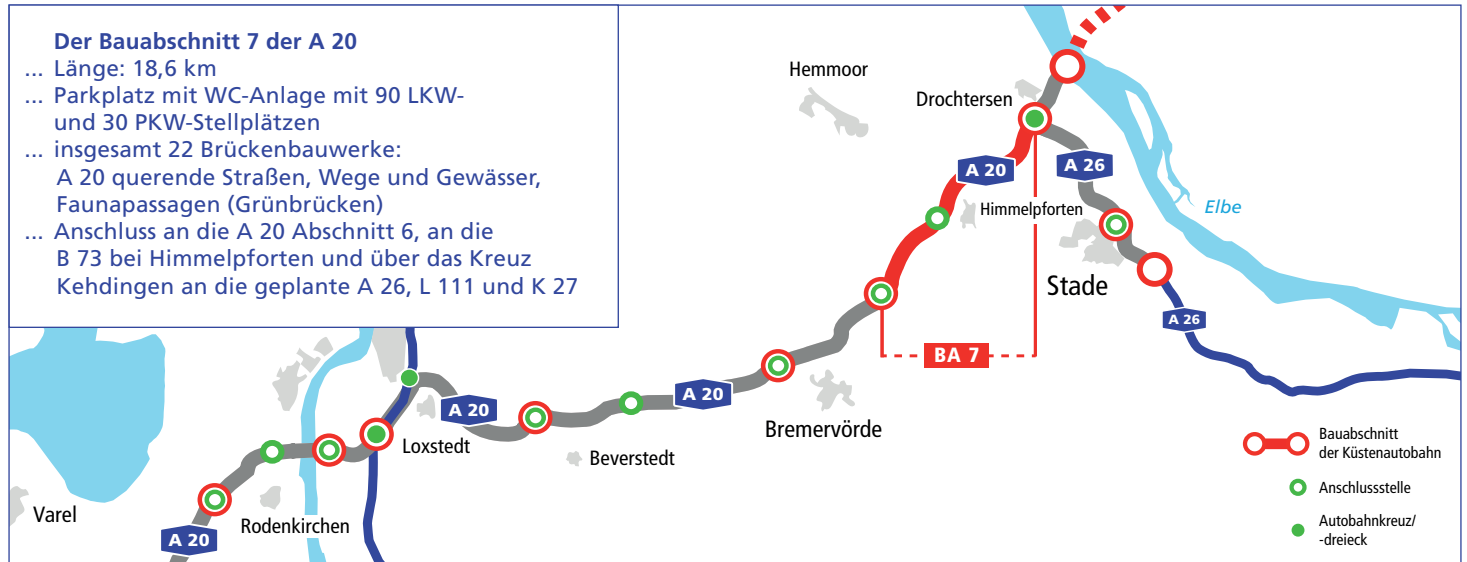 Der Bauabschnitt 7 der A 20
... Länge: 18,6 km
... Parkplatz mit WC-Anlage mit 90 LKW-
und 30 PKW-Stellplätzen
... insgesamt 22 Brückenbauwerke:
A 20 querende Straßen, Wege und Gewässer,
Faunapassagen (Grünbrücken)
... Anschluss an die A 20 Abschnitt 6, an die
B 73 bei Himmelpforten und über das Kreuz
Kehdingen an die geplante A 26, L 111 und K 27
Hemmoor
Drochtersen
A 20
A 26
Himmelpforten
Elbe
Stade
A 26
BA 7
A 20
Bremervörde
A 20
Loxstedt
Beverstedt
Varel
Rodenkirchen
A 20
Bauabschnitt
der Küstenautobahn
Anschlussstelle
Autobahnkreuz/
-dreieck